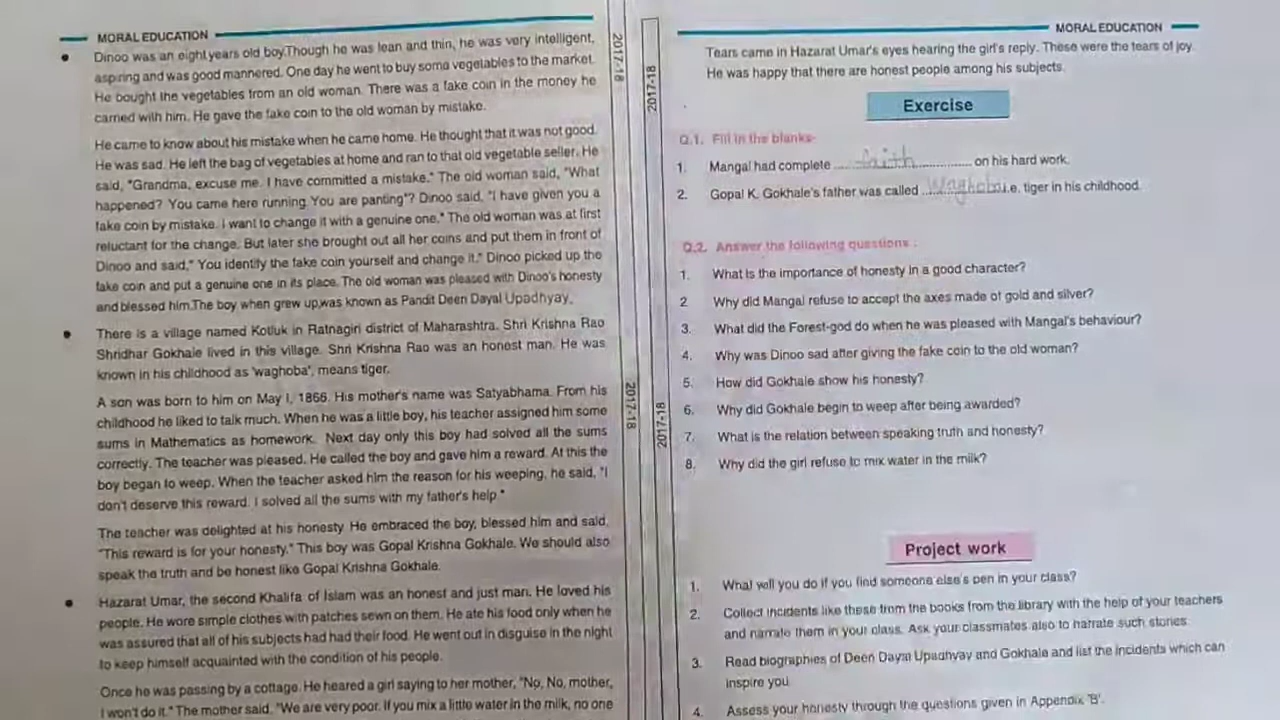 MORAL EDUCATION
Dinoo was an eight years old boy.Though he was lean and thin, he was very intelligent,
aspiring and was good mannered. One day he went to buy some vegetables to the market.
He bought the vegetables from an old woman. There was a fake coin in the money he
carried with him. He gave the fake coin to the old woman by mistake.
He came to know about his mistake when he came home. He thought that it was not good.
He was sad. He left the bag of vegetables at home and ran to that old vegetable seller. He
said, "Grandma, excuse me. I have committed a mistake." The old woman said, "What
happened? You came here running. You are panting"? Dinoo said, "I have given you a
fake coin by mistake. I want to change it with a genuine one." The old woman was at first
reluctant for the change. But later she brought out all her coins and put them in front of
Dinoo and said," You identify the fake coin yourself and change it." Dinoo picked up the
fake coin and put a genuine one in its place. The old woman was pleased with Dinoo's honesty
and blessed him.The boy when grew up,was known as Pandit Deen Dayal Upadhyay.
There is a village named Kotluk in Ratnagiri district of Maharashtra. Shri Krishna Rao
Shridhar Gokhale lived in this village. Shri Krishna Rao was an honest man. He was
known in his childhood as 'waghoba', means tiger.
A son was born to him on May I, 1866. His mother's name was Satyabhama. From his
childhood he liked to talk much. When he was a little boy, his teacher assigned him some
sums in Mathematics as homework. Next day only this boy had solved all the sums
correctly. The teacher was pleased. He called the boy and gave him a reward. At this the
boy began to weep. When the teacher asked him the reason for his weeping, he said, "I
don't deserve this reward. I solved all the sums with my father's help."
The teacher was delighted at his honesty. He embraced the boy, blessed him and said,
"This reward is for your honesty." This boy was Gopal Krishna Gokhale. We should also
speak the truth and be honest like Gopal Krishna Gokhale.
Hazarat Umar, the second Khalifa of Islam was an honest and just man. He loved his
people. He wore simple clothes with patches sewn on them. He ate his food only when he
was assured that all of his subjects had had their food. He went out in disguise in the night
to keep himself acquainted with the condition of his people.
Once he was passing by a cottage. He heared a girl saying to her mother, "No, No, mother,
I won't do it." The mother said, "We are very poor. If you mix a little water in the milk, no one
2017-18
2017-18
2017-18
2017-18
MORAL EDUCATION
Tears came in Hazarat Umar's eyes hearing the girl's reply. These were the tears of joy.
He was happy that there are honest people among his subjects.
Exercise
Q.1. Fill in the blanks-
1. Mangal had complete ....faith.... on his hard work.
2. Gopal K. Gokhale's father was called ..Waghoba i.e. tiger in his childhood.
Q.2. Answer the following questions :
1. What is the importance of honesty in a good character?
2 Why did Mangal refuse to accept the axes made of gold and silver?
3. What did the Forest-god do when he was pleased with Mangal's behaviour?
4. Why was Dinoo sad after giving the fake coin to the old woman?
5. How did Gokhale show his honesty?
6. Why did Gokhale begin to weep after being awarded?
7. What is the relation between speaking truth and honesty?
8. Why did the girl refuse to mix water in the milk?
Project work
1. What will you do if you find someone else's pen in your class?
2. Collect incidents like these from the books from the library with the help of your teachers
and narrate them in your class. Ask your classmates also to narrate such stories.
3. Read biographies of Deen Dayal Upadhyay and Gokhale and list the incidents which can
inspire you.
4. Assess your honesty through the questions given in Appendix 'B'.